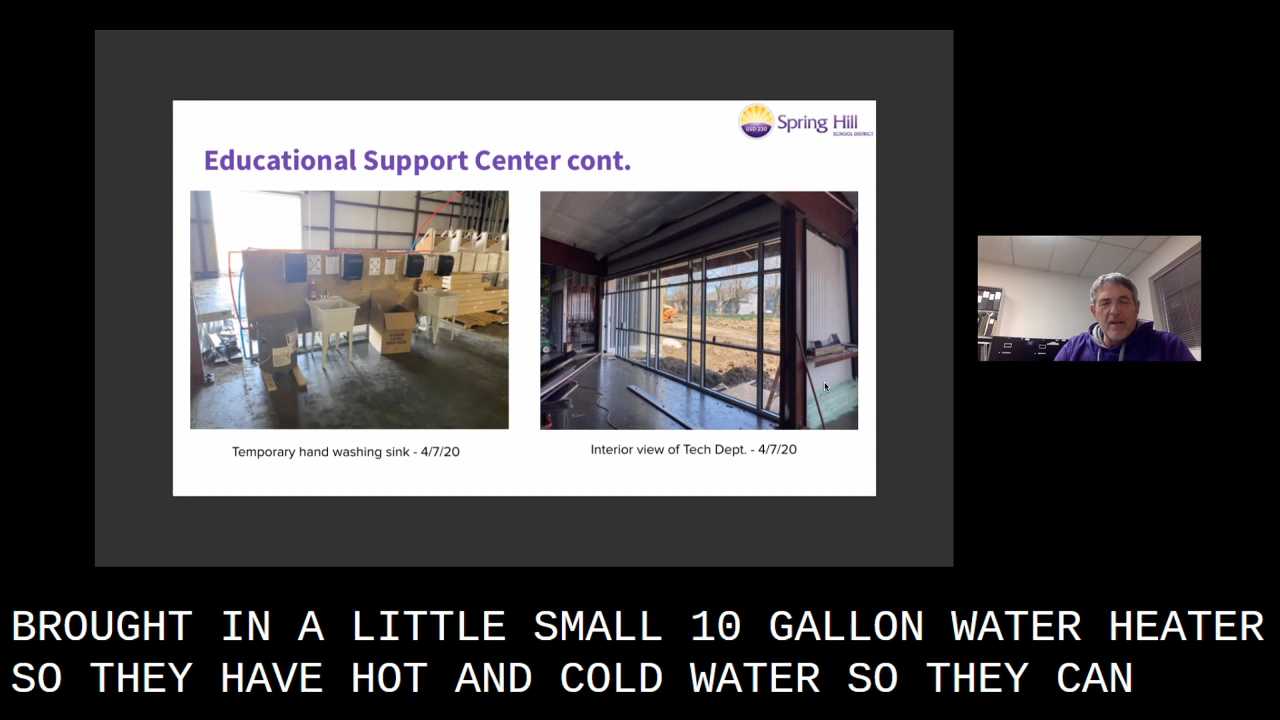 USD 230
Spring Hill
SCHOOL DISTRICT
Educational Support Center cont.
Temporary hand washing sink - 4/7/20
Interior view of Tech Dept. - 4/7/20
BROUGHT IN A LITTLE SMALL 10 GALLON WATER HEATER
SO THEY HAVE HOT AND COLD WATER SO THEY CAN